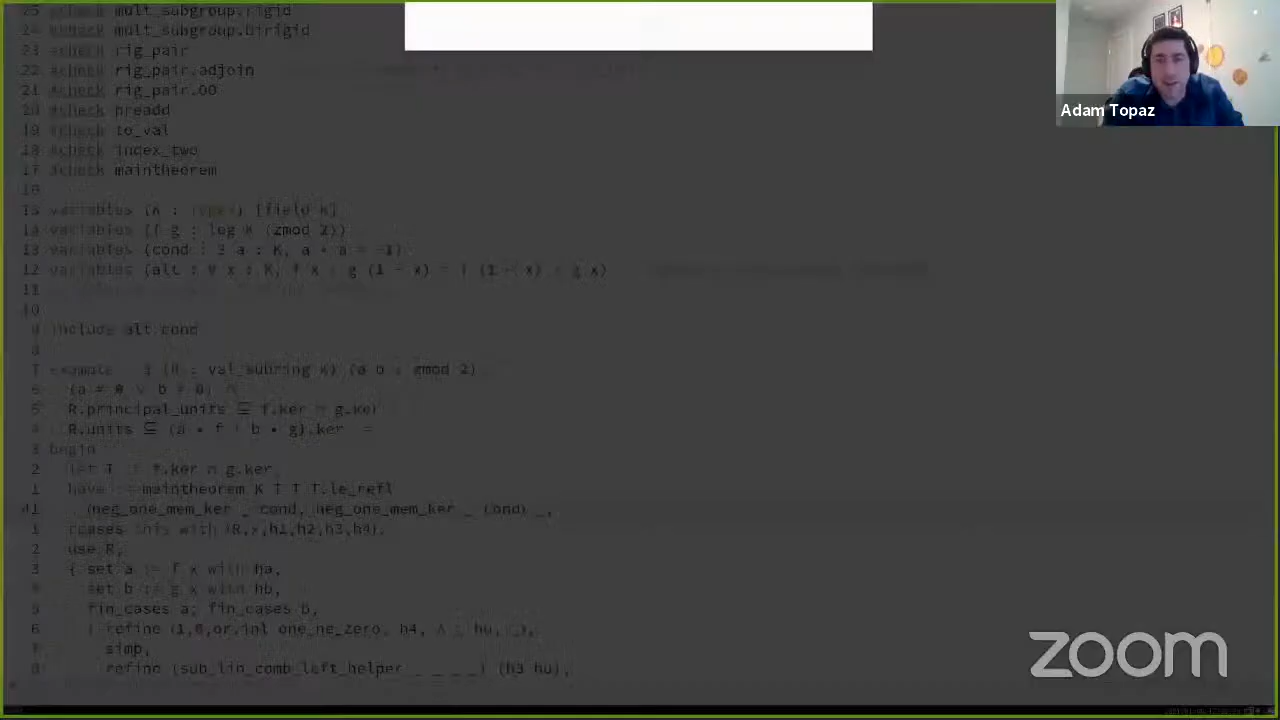 25 #check mult_subgroup.rigid
24 #check mult_subgroup.birigid
23 #check rig_pair
22 #check rig_pair.adjoin
21 #check rig_pair.OO
20 #check preadd
19 #check to_val
18 #check index_two
17 #check maintheorem
16
15 variables (K : Type*) [field K]
14 variables (f g : log K (zmod 2))
13 variables (cond : ∃ a : K, a * a = -1)
12 variables (alt : ∀ x : K, f x * g (1 - x) = f (1 - x) * g x)
11
10
9 include alt cond
8
7 example : ∃ (R : val_subring K) (a b : zmod 2),
6 (a ≠ 0 ∨ b ≠ 0) ∧
5 R.principal_units ⊆ f.ker ∩ g.ker
4 R.units ⊆ (a • f + b • g).ker :=
3 begin
2 let T := f.ker ∩ g.ker,
1 have := maintheorem K T T T.le_refl
41 (neg_one_mem_ker _ cond, neg_one_mem_ker _ cond) _,
1 rcases this with ⟨R,x,h1,h2,h3,h4⟩,
2 use R,
3 { set a := f x with ha,
4 set b := g x with hb,
5 fin_cases a; fin_cases b,
6 { refine ⟨1,0,or.inl one_ne_zero, h4, λ u hu, _⟩,
7 simp,
8 refine (sub_lin_comb_left_helper _ _ _ _ _) (h3 hu),
Adam Topaz
zoom